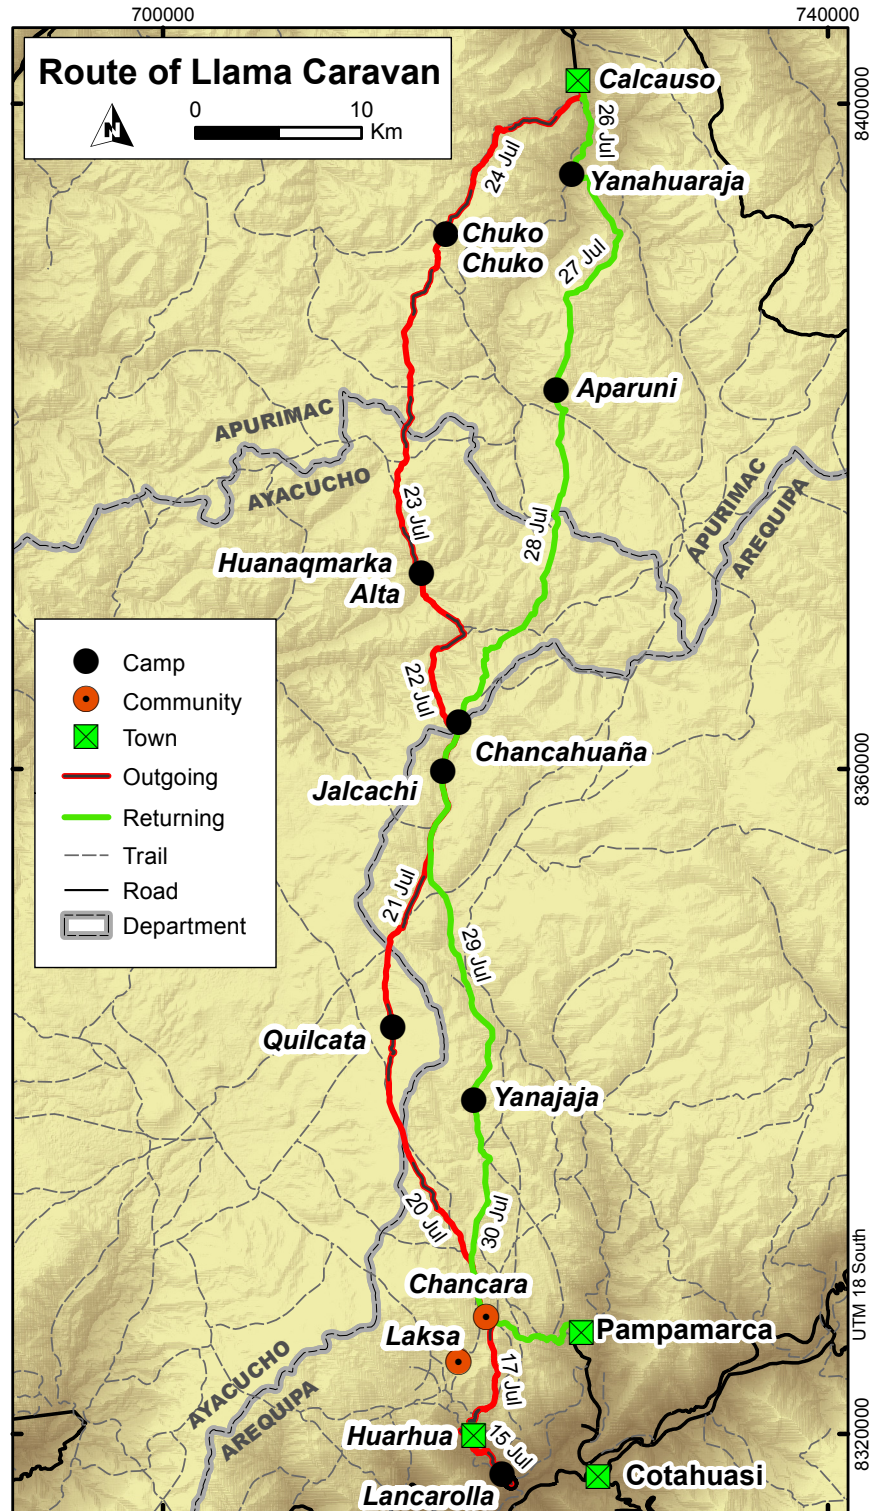 700000
740000
Route of Llama Caravan
N
0
10
Km
Calcauso
8400000
26 Jul
24 Jul
Yanahuaraja
Chuko
Chuko
27 Jul
Aparuni
APURIMAC
AYACUCHO
23 Jul
APURIMAC
AREQUIPA
28 Jul
Huanaqmarka
Alta
Camp
Community
Town
Outgoing
Returning
Trail
Road
Department
22 Jul
Chancahuaña
8360000
Jalcachi
21 Jul
29 Jul
Quilcata
Yanajaja
20 Jul
30 Jul
UTM 18 South
Chancara
Pampamarca
Laksa
17 Jul
AYACUCHO
AREQUIPA
Huarhua
15 Jul
8320000
Cotahuasi
Lancarolla